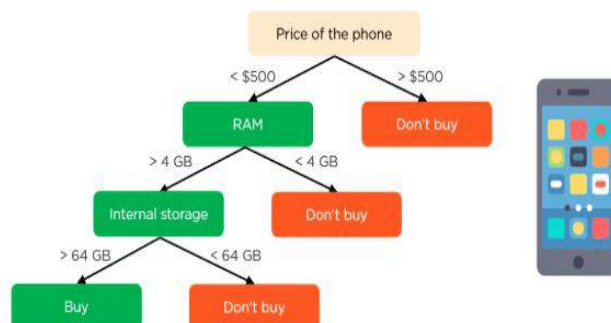 Price of the phone
< $500
> $500
RAM
Don't buy
> 4 GB
< 4 GB
Internal storage
Don't buy
> 64 GB
< 64 GB
Buy
Don't buy